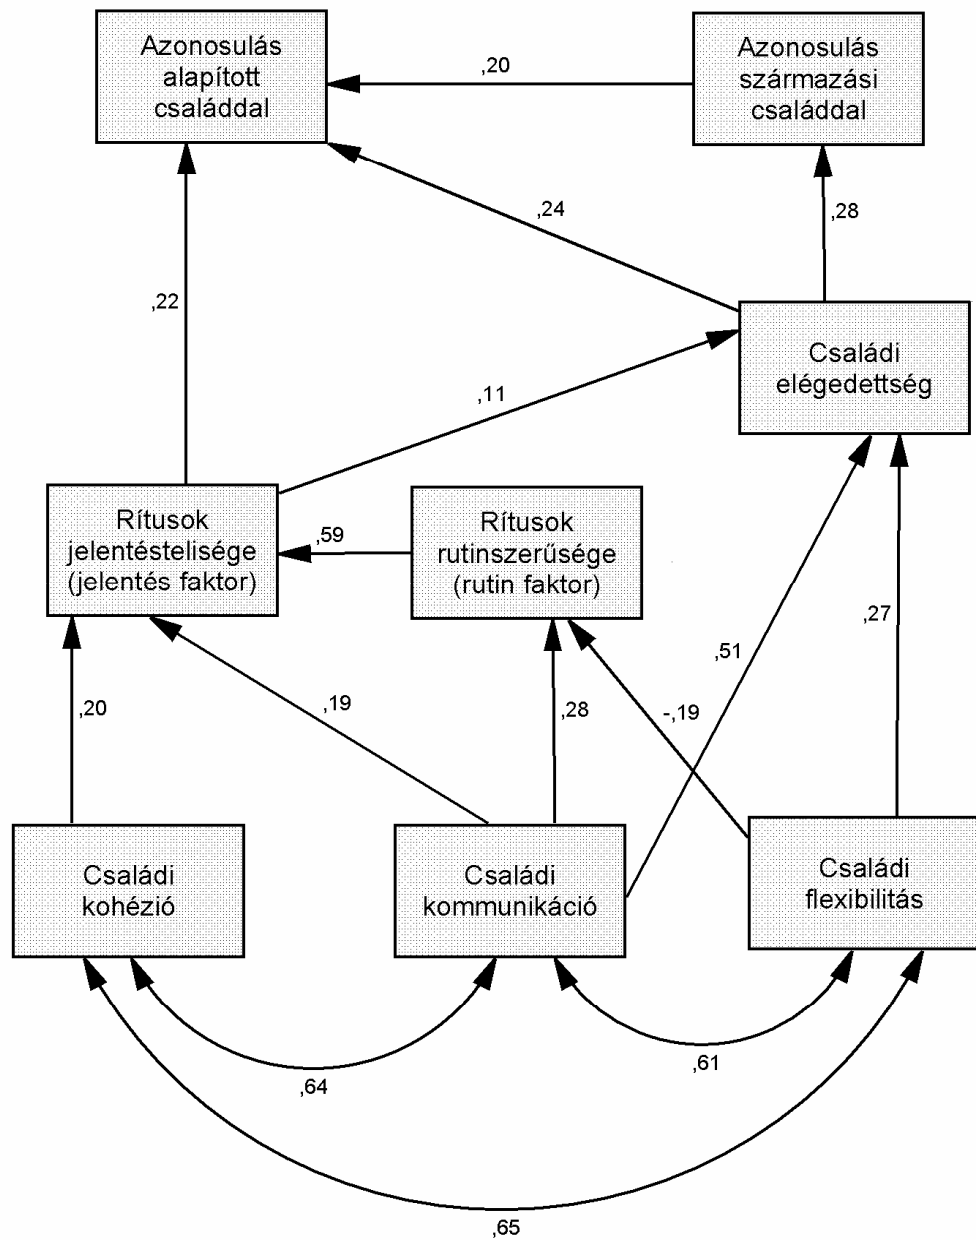 Azonosulás
alapított
családdal
Azonosulás
származási
családdal
,20
,24
,28
,22
Családi
elégedettség
,11
Rítusok
jelentéstelisége
(jelentés faktor)
,59
Rítusok
rutinszerűsége
(rutin faktor)
,27
,51
,20
,19
,28
-,19
Családi
kohézió
Családi
kommunikáció
Családi
flexibilitás
,64
,61
,65